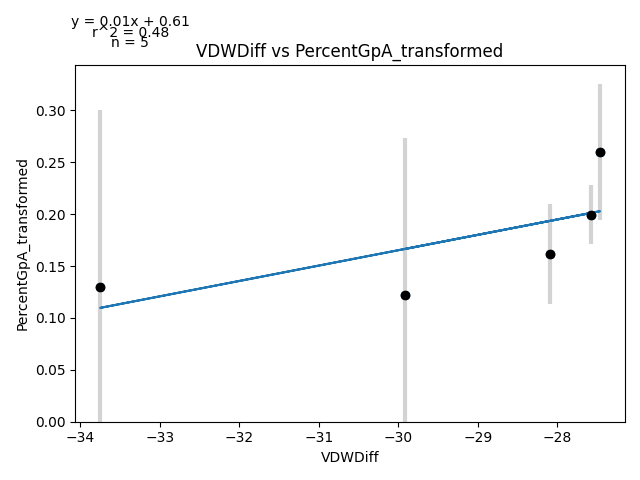 y = 0.01x + 0.61
r^2 = 0.48
n = 5
VDWDiff vs PercentGpA_transformed
PercentGpA_transformed
0.30
0.25
0.20
0.15
0.10
0.05
0.00
−34 −33 −32 −31 −30 −29 −28
VDWDiff